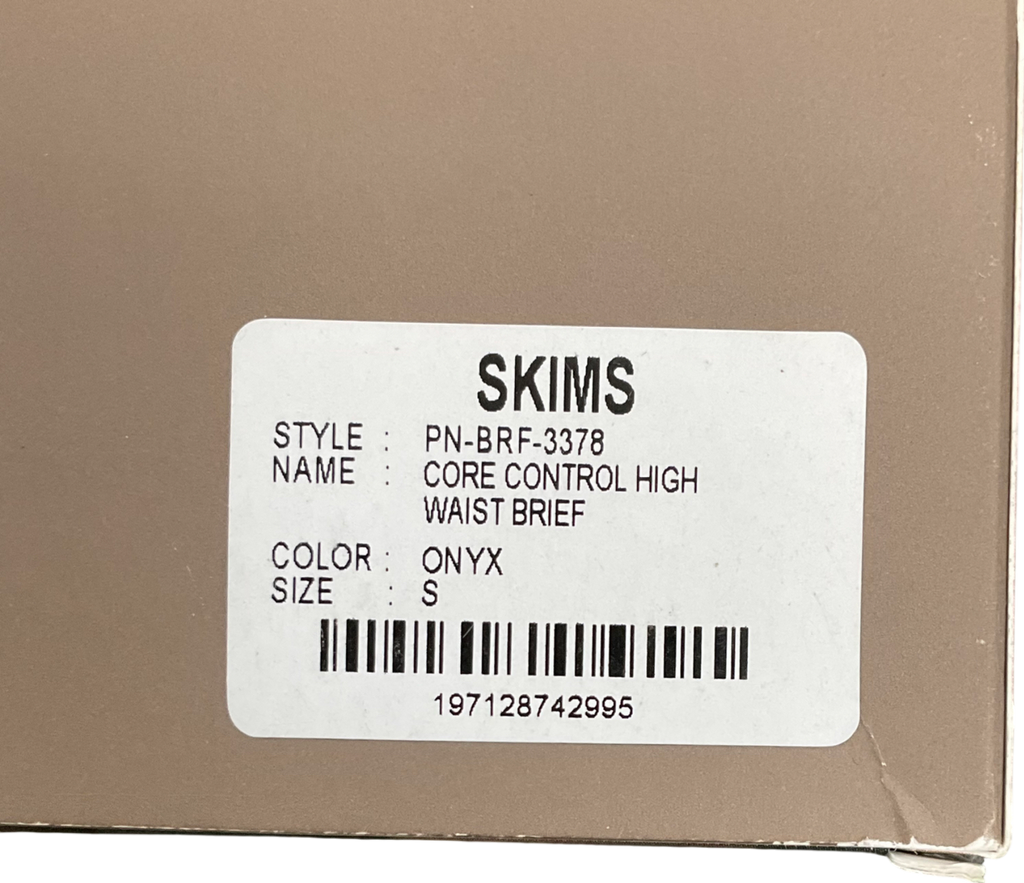 SKIMS
STYLE : PN-BRF-3378
NAME : CORE CONTROL HIGH
WAIST BRIEF
COLOR : ONYX
SIZE : S
197128742995